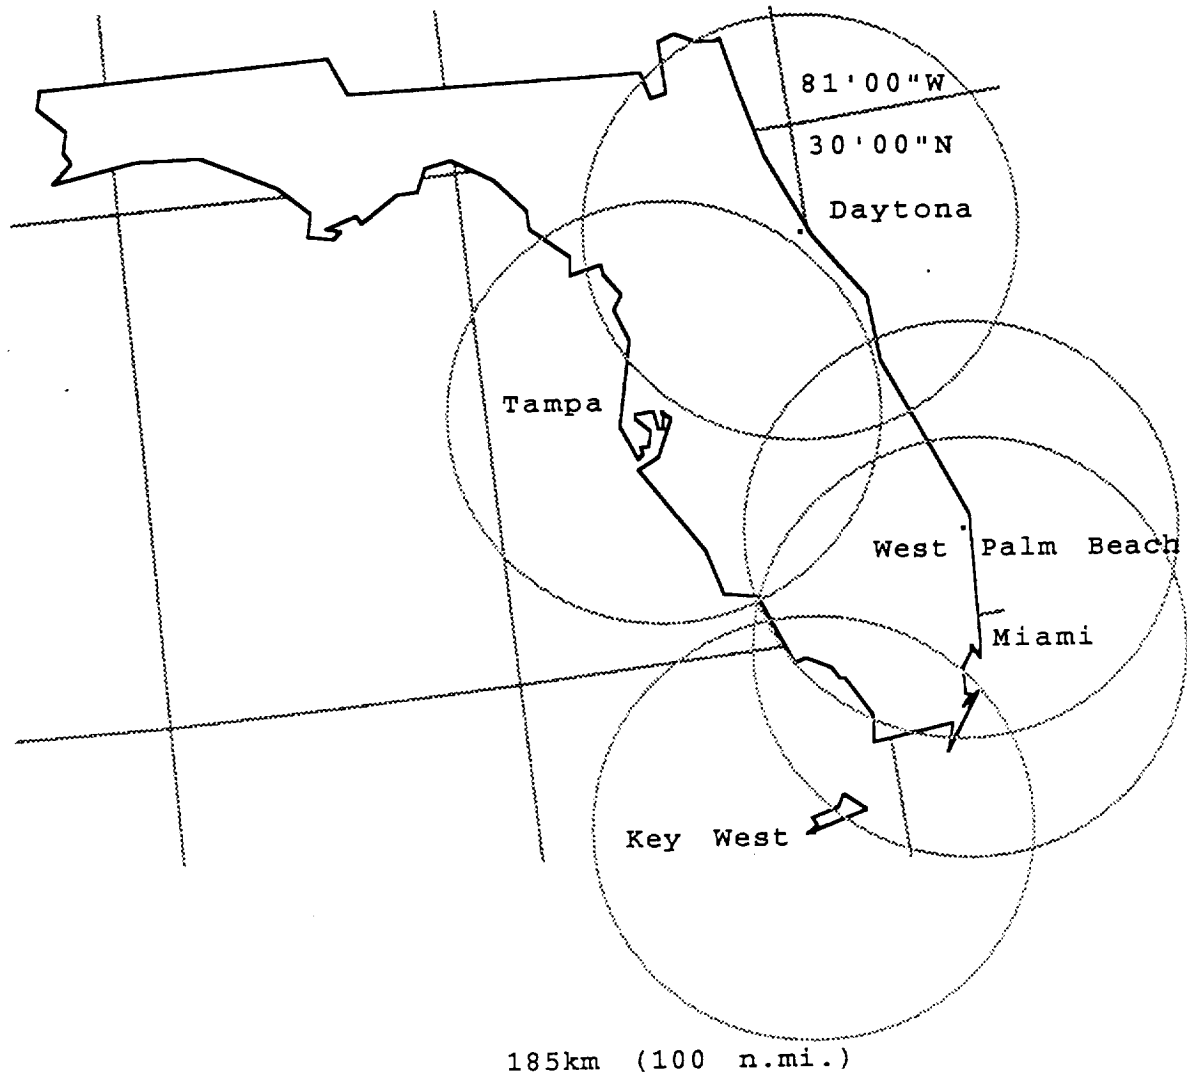 81'00"W
30'00"N
Daytona
Tampa
West Palm Beach
Miami
Key West
185km (100 n.mi.)